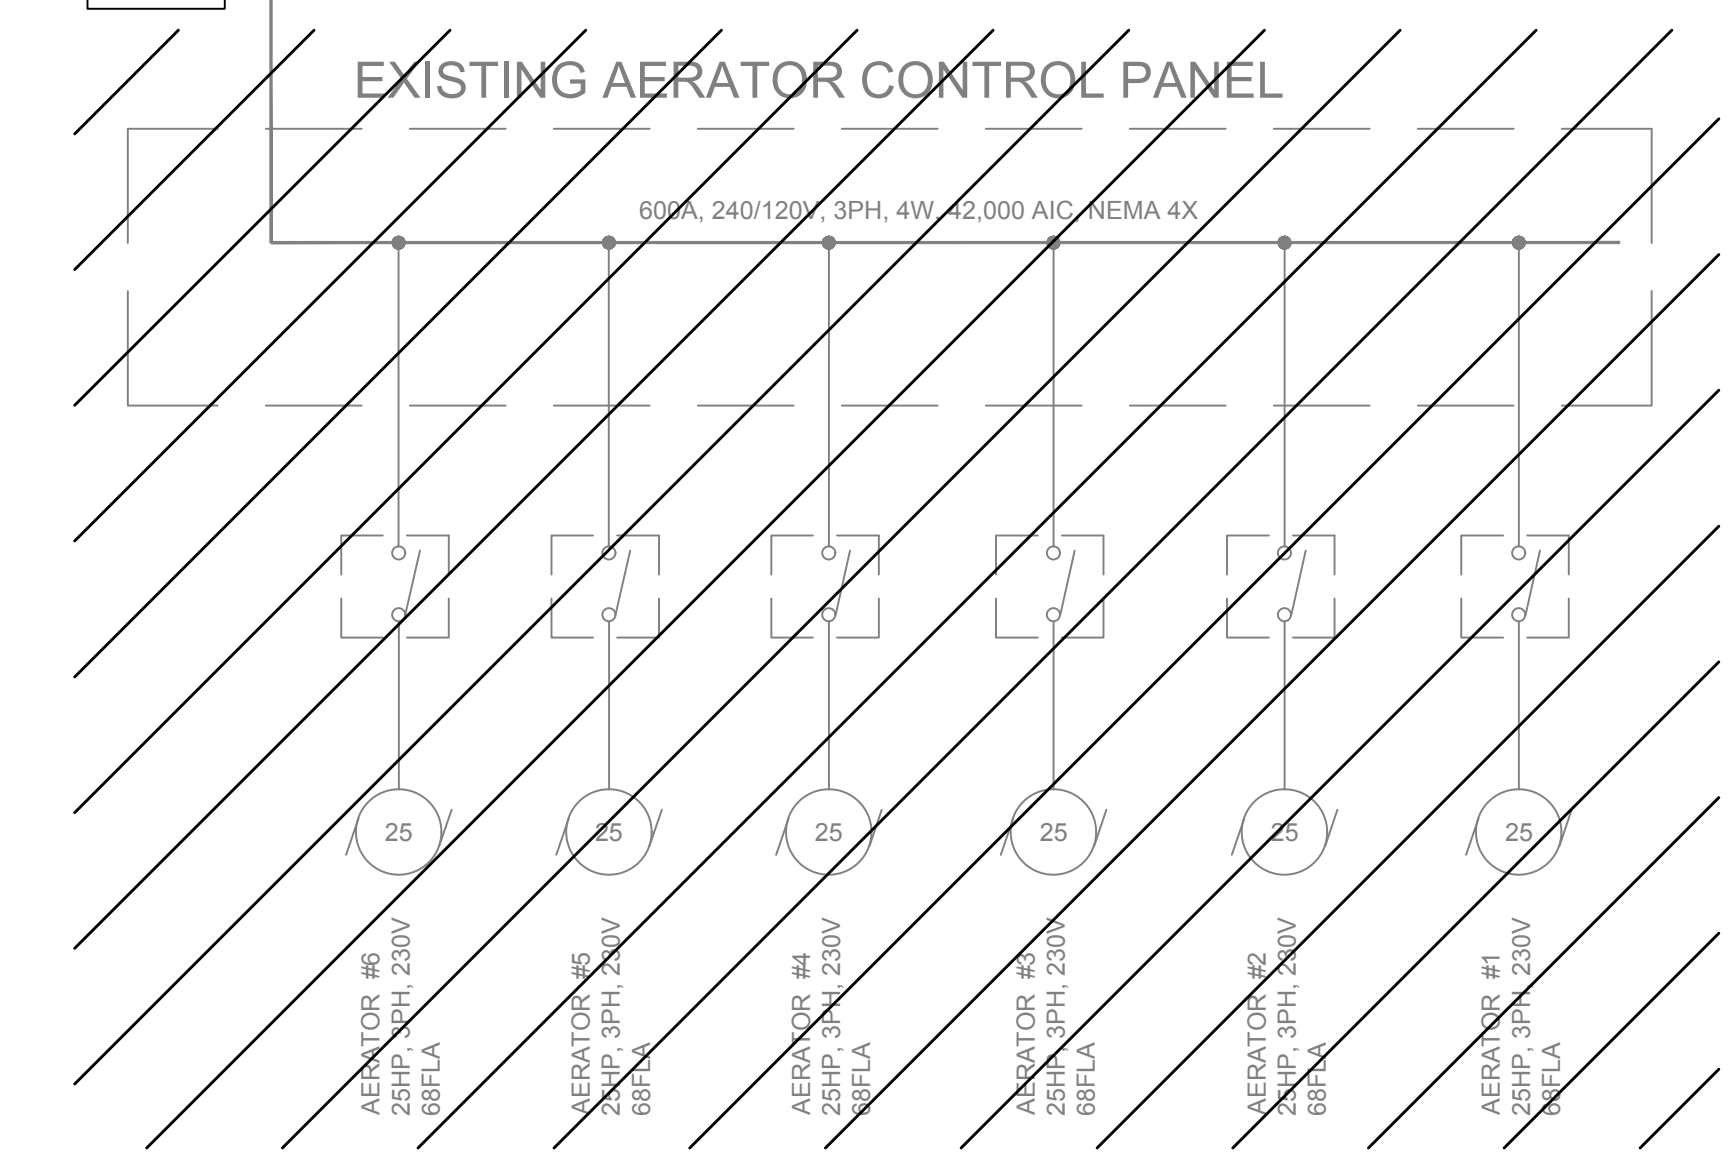 EXISTING AERATOR CONTROL PANEL
600A, 240/120V, 3PH, 4W, 42,000 AIC, NEMA 4X
25
25
25
25
25
25
AERATOR #6
25HP, 3PH, 230V
68FLA
AERATOR #5
25HP, 3PH, 230V
68FLA
AERATOR #4
25HP, 3PH, 230V
68FLA
AERATOR #3
25HP, 3PH, 230V
68FLA
AERATOR #2
25HP, 3PH, 230V
68FLA
AERATOR #1
25HP, 3PH, 230V
68FLA